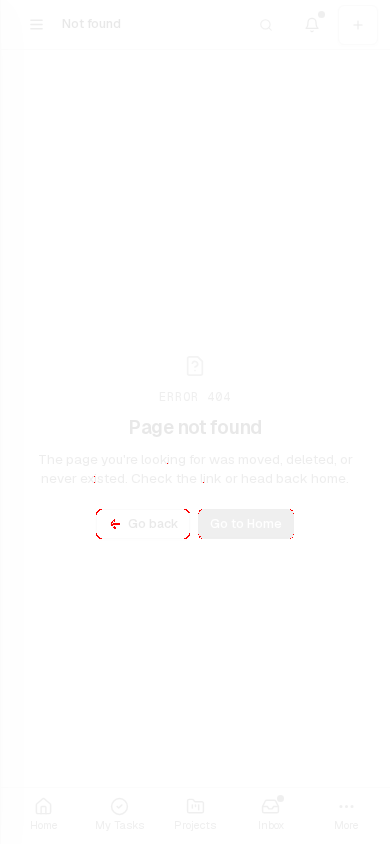 Not found
ERROR 404
Page not found
The page you're looking for was moved, deleted, or
never existed. Check the link or head back home.
Go back
Go to Home
Home
My Tasks
Projects
Inbox
More